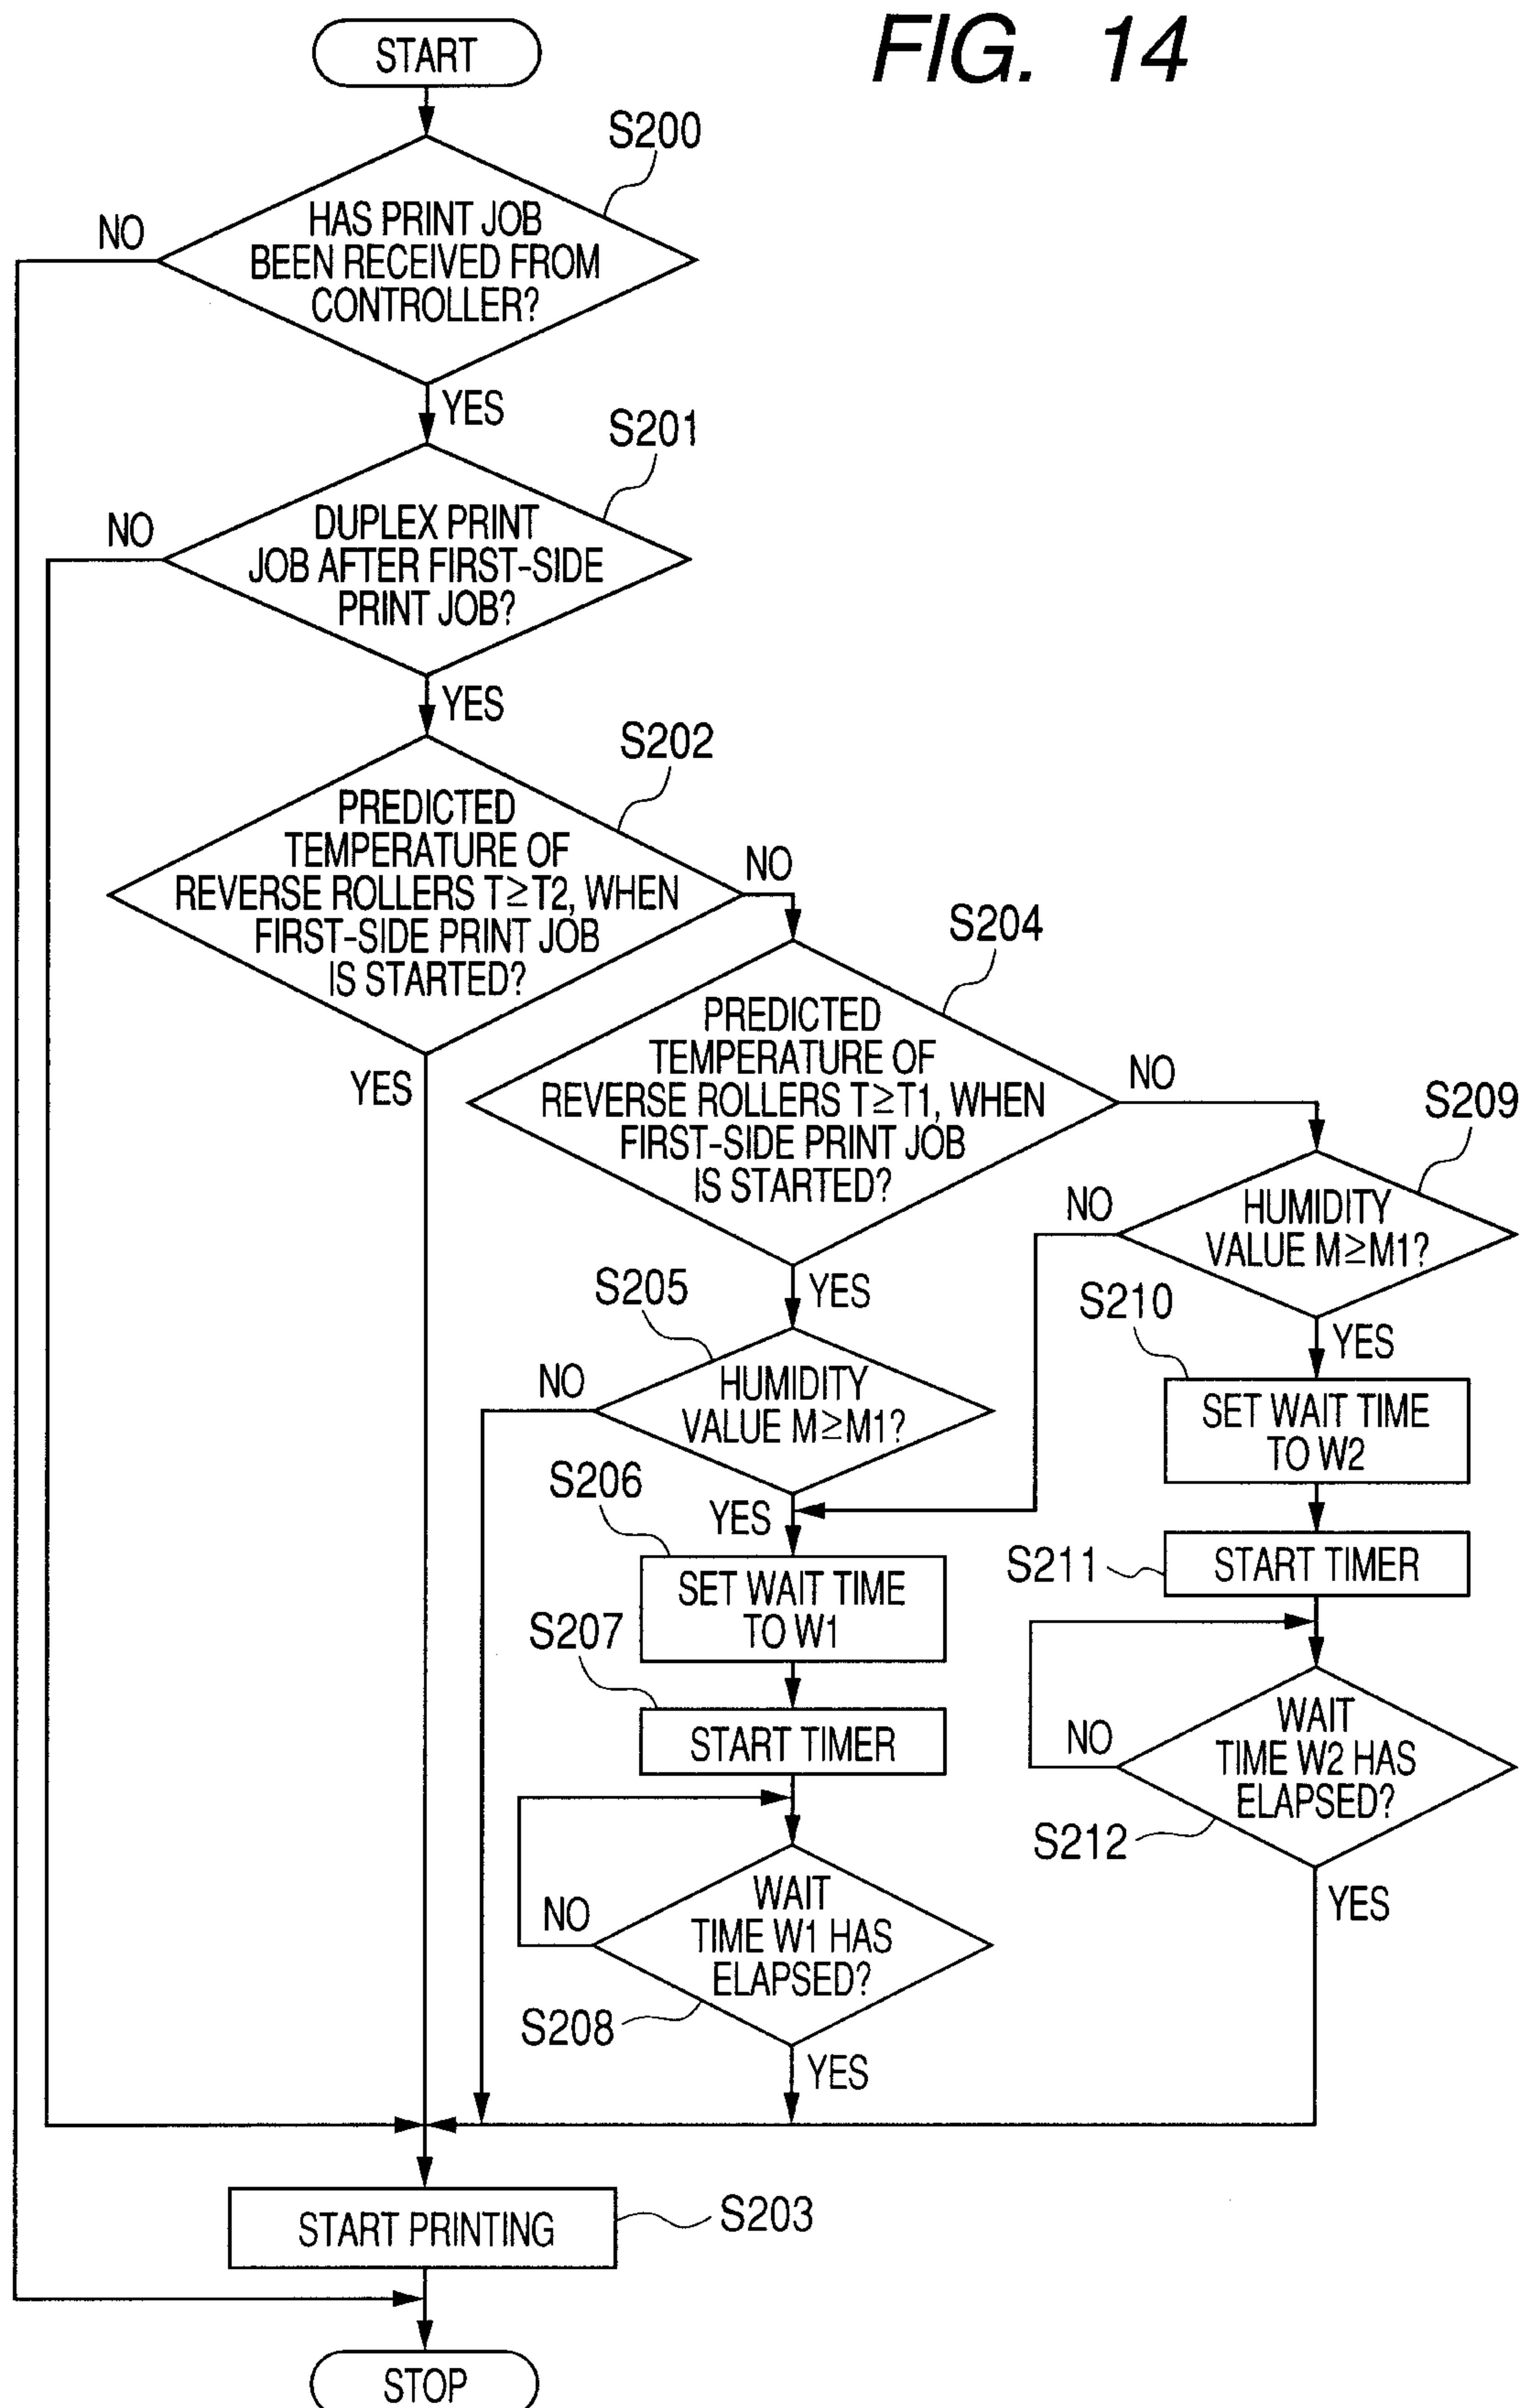 FIG. 14
START
S200
HAS PRINT JOB
BEEN RECEIVED FROM
CONTROLLER?
NO
YES
S201
DUPLEX PRINT
JOB AFTER FIRST-SIDE
PRINT JOB?
NO
YES
S202
PREDICTED
TEMPERATURE OF
REVERSE ROLLERS T≧T2, WHEN
FIRST-SIDE PRINT JOB
IS STARTED?
NO
YES
S204
PREDICTED
TEMPERATURE OF
REVERSE ROLLERS T≧T1, WHEN
FIRST-SIDE PRINT JOB
IS STARTED?
NO
YES
S209
HUMIDITY
VALUE M≧M1?
NO
YES
S205
HUMIDITY
VALUE M≧M1?
NO
YES
S210
SET WAIT TIME
TO W2
S206
SET WAIT TIME
TO W1
S211
START TIMER
S207
START TIMER
WAIT
TIME W2 HAS
ELAPSED?
NO
S212
YES
WAIT
TIME W1 HAS
ELAPSED?
NO
S208
YES
START PRINTING
S203
STOP